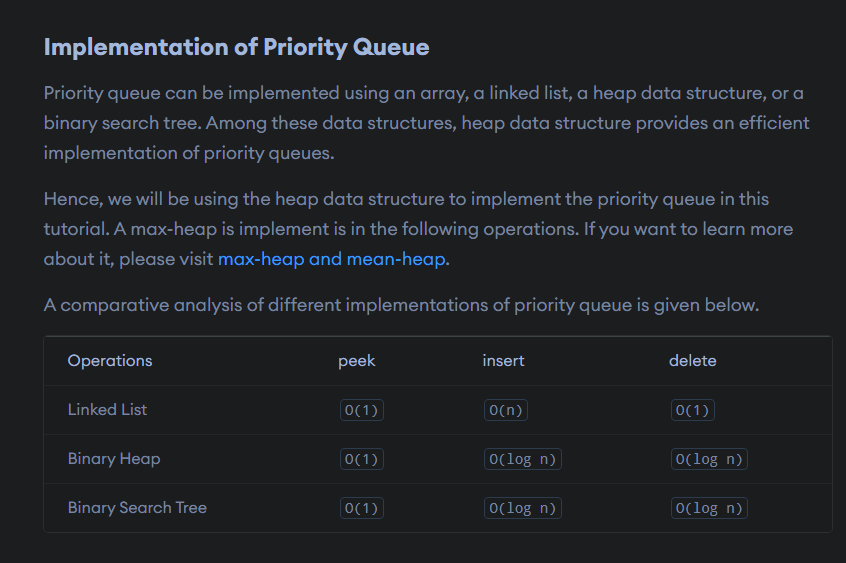 Implementation of Priority Queue
Priority queue can be implemented using an array, a linked list, a heap data structure, or a
binary search tree. Among these data structures, heap data structure provides an efficient
implementation of priority queues.
Hence, we will be using the heap data structure to implement the priority queue in this
tutorial. A max-heap is implement is in the following operations. If you want to learn more
about it, please visit max-heap and mean-heap.
A comparative analysis of different implementations of priority queue is given below.
Operations peek insert delete
Linked List O(1) O(n) O(1)
Binary Heap O(1) O(log n) O(log n)
Binary Search Tree O(1) O(log n) O(log n)